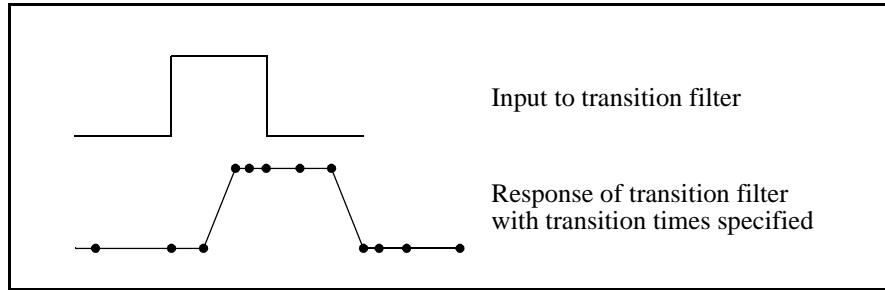 Input to transition filter
Response of transition filter
with transition times specified